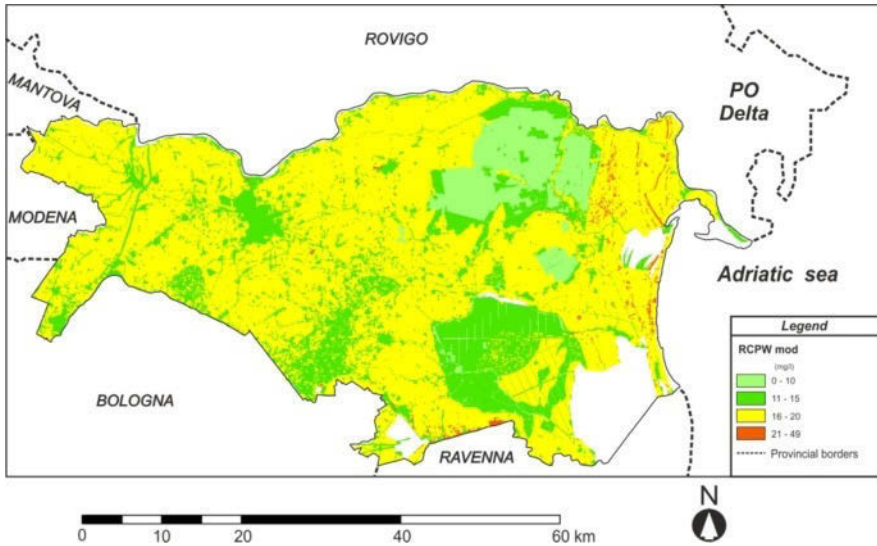 ROVIGO
MANTOVA
PO
Delta
MODENA
Adriatic sea
BOLOGNA
RAVENNA
Legend
RCPW mod
(mg/l)
0 - 10
11 - 15
16 - 20
21 - 49
Provincial borders
N
0 10 20 40 60 km